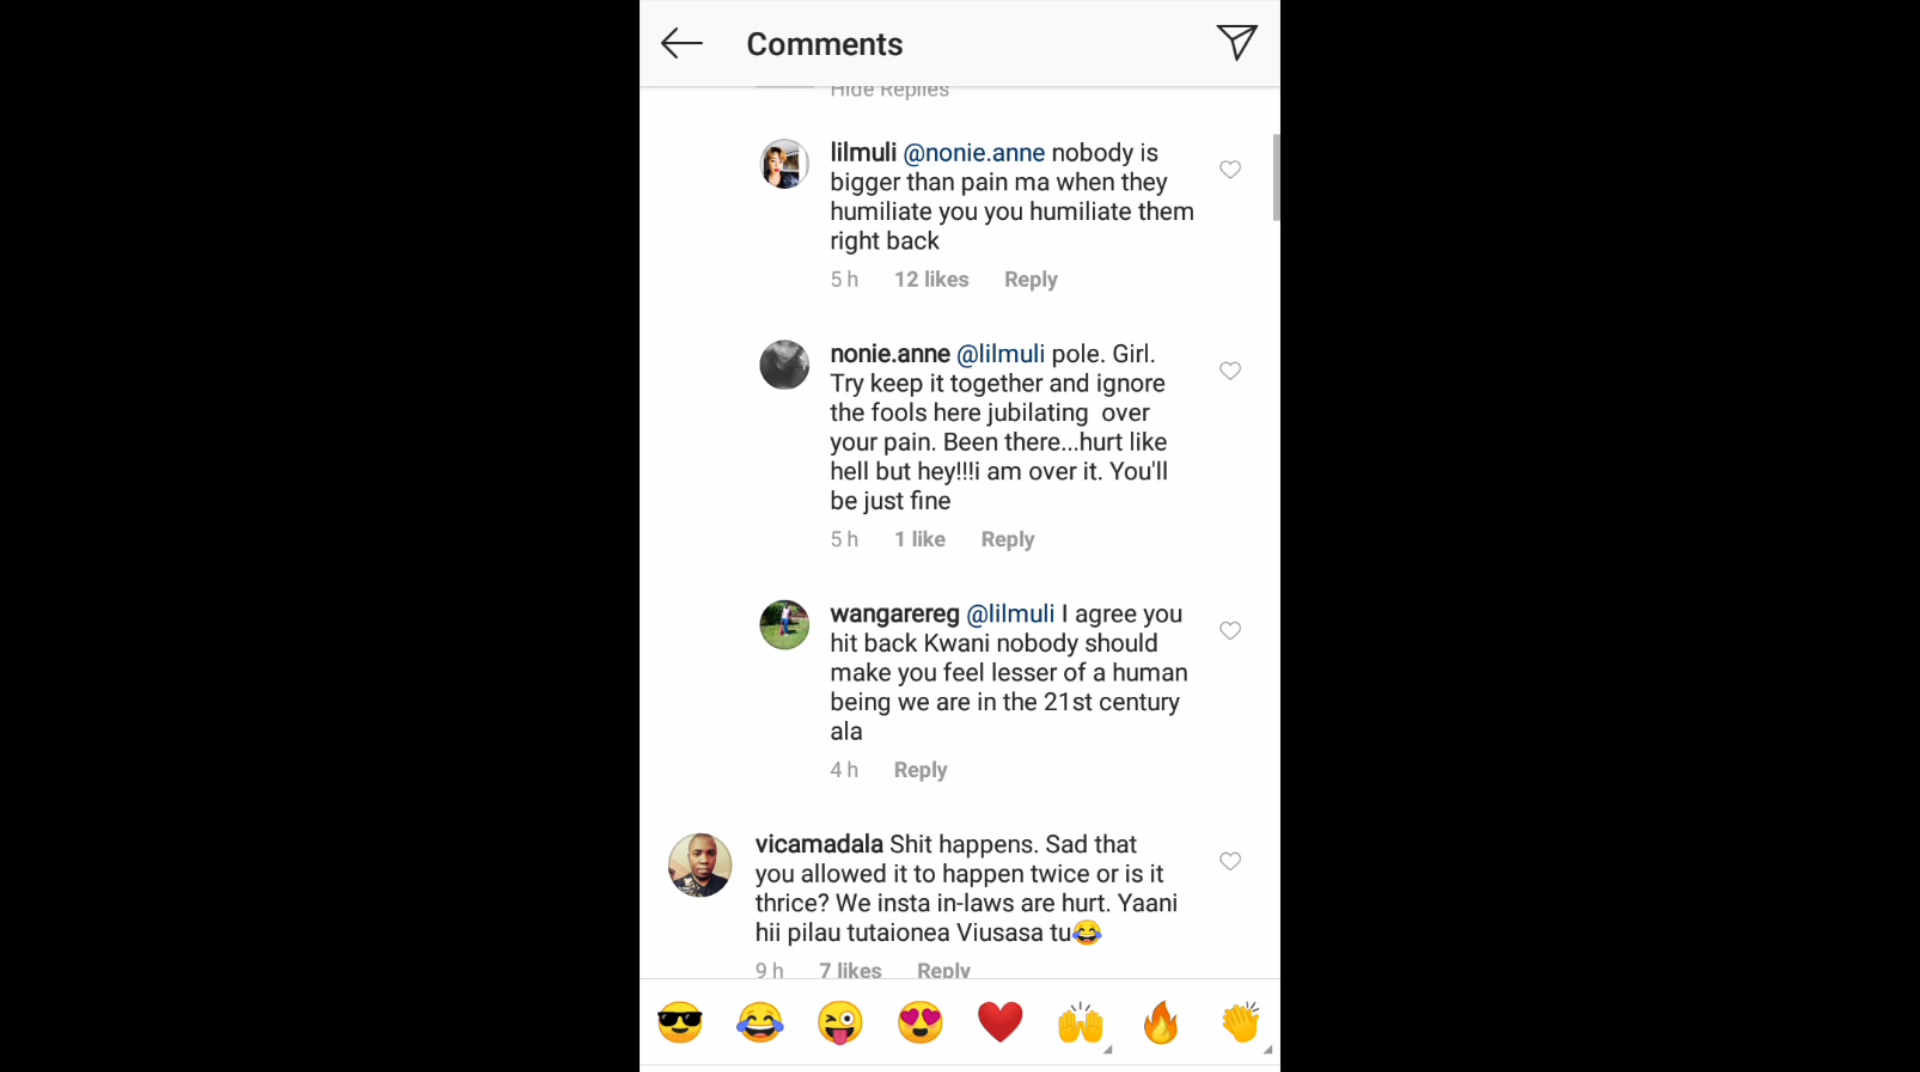 Comments
Hide Replies
lilmuli @nonie.anne nobody is
bigger than pain ma when they
humiliate you you humiliate them
right back
5 h 12 likes Reply
nonie.anne @lilmuli pole. Girl.
Try keep it together and ignore
the fools here jubilating over
your pain. Been there...hurt like
hell but hey!!!i am over it. You'll
be just fine
5 h 1 like Reply
wangarereg @lilmuli I agree you
hit back Kwani nobody should
make you feel lesser of a human
being we are in the 21st century
ala
4 h Reply
vicamadala Shit happens. Sad that
you allowed it to happen twice or is it
thrice? We insta in-laws are hurt. Yaani
hii pilau tutaionea Viusasa tu😂
9 h 7 likes Reply